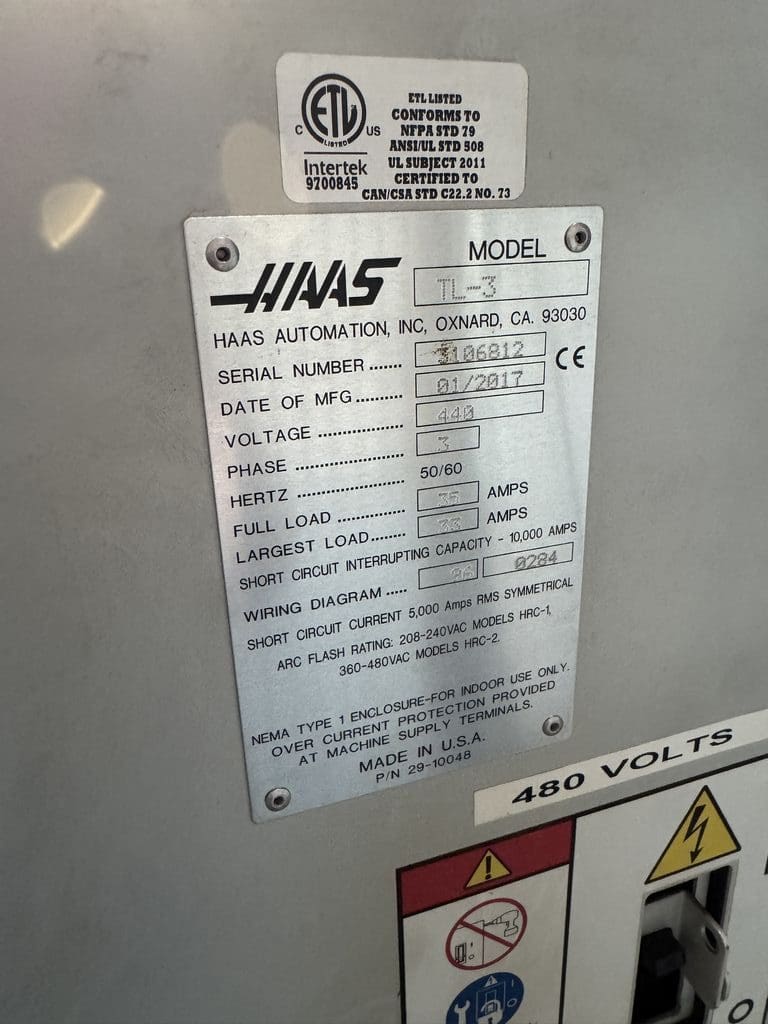 ETL LISTED
CONFORMS TO
NFPA STD 79
ANSI/UL STD 508
UL SUBJECT 2011
CERTIFIED TO
CAN/CSA STD C22.2 NO. 73
C ETL US
LISTED
Intertek
9700845
HAAS
MODEL TL-3
HAAS AUTOMATION, INC, OXNARD, CA. 93030
SERIAL NUMBER ....... 3106812 CE
DATE OF MFG.......... 01/2017
VOLTAGE .................. 440
PHASE ....................... 3
HERTZ ....................... 50/60
FULL LOAD .............. 35 AMPS
LARGEST LOAD........ 33 AMPS
SHORT CIRCUIT INTERRUPTING CAPACITY - 10,000 AMPS
WIRING DIAGRAM ..... 0284
SHORT CIRCUIT CURRENT 5,000 Amps RMS SYMMETRICAL
ARC FLASH RATING: 208-240VAC MODELS HRC-1,
360-480VAC MODELS HRC-2.
NEMA TYPE 1 ENCLOSURE-FOR INDOOR USE ONLY.
OVER CURRENT PROTECTION PROVIDED
AT MACHINE SUPPLY TERMINALS.
MADE IN U.S.A.
P/N 29-10048
480 VOLTS
O